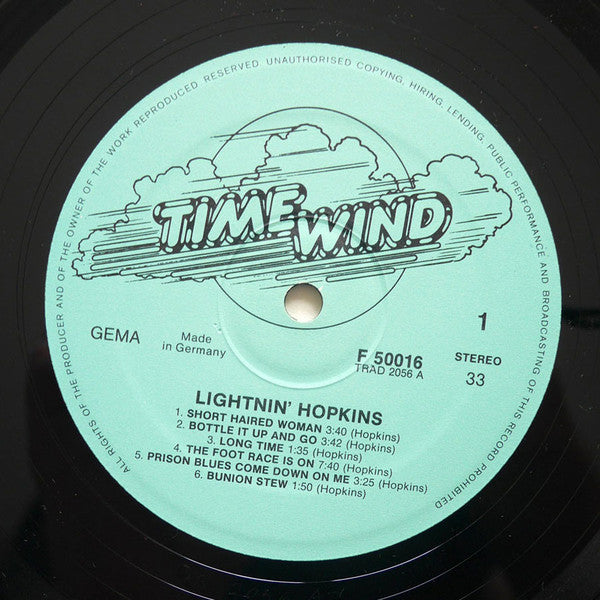 ALL RIGHTS OF THE PRODUCER AND OF THE OWNER OF THE WORK REPRODUCED RESERVED. UNAUTHORISED COPYING, HIRING, LENDING, PUBLIC PERFORMANCE AND BROADCASTING OF THIS RECORD PROHIBITED
TIME WIND
GEMA
Made
in Germany
F 50016
TRAD 2056 A
1
STEREO
33
LIGHTNIN' HOPKINS
1. SHORT HAIRED WOMAN 3:40 (Hopkins)
2. BOTTLE IT UP AND GO 3:42 (Hopkins)
3. LONG TIME 1:35 (Hopkins)
4. THE FOOT RACE IS ON 7:40 (Hopkins)
5. PRISON BLUES COME DOWN ON ME 3:25 (Hopkins)
6. BUNION STEW 1:50 (Hopkins)